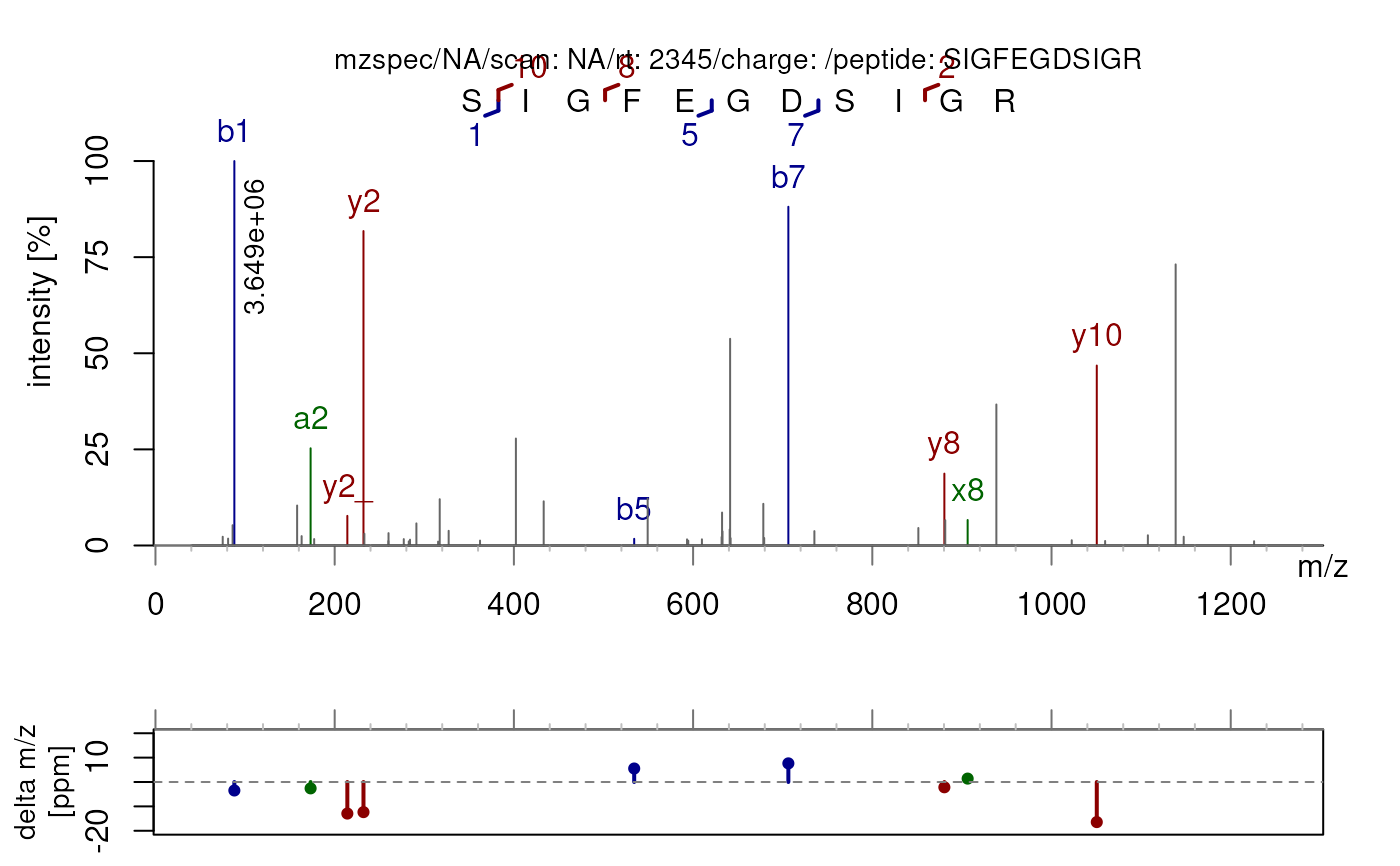 mzspec/NA/scan: NA/rt: 2345/charge: /peptide: SIGFEGDSIGR
10 8 2
S I G F E G D S I G R
1 5 7
b1
b7
y2
3.649e+06
y10
a2
y8
y2
x8
b5
intensity [%]
100
75
50
25
0
m/z
0 200 400 600 800 1000 1200
delta m/z
[ppm]
10
-20